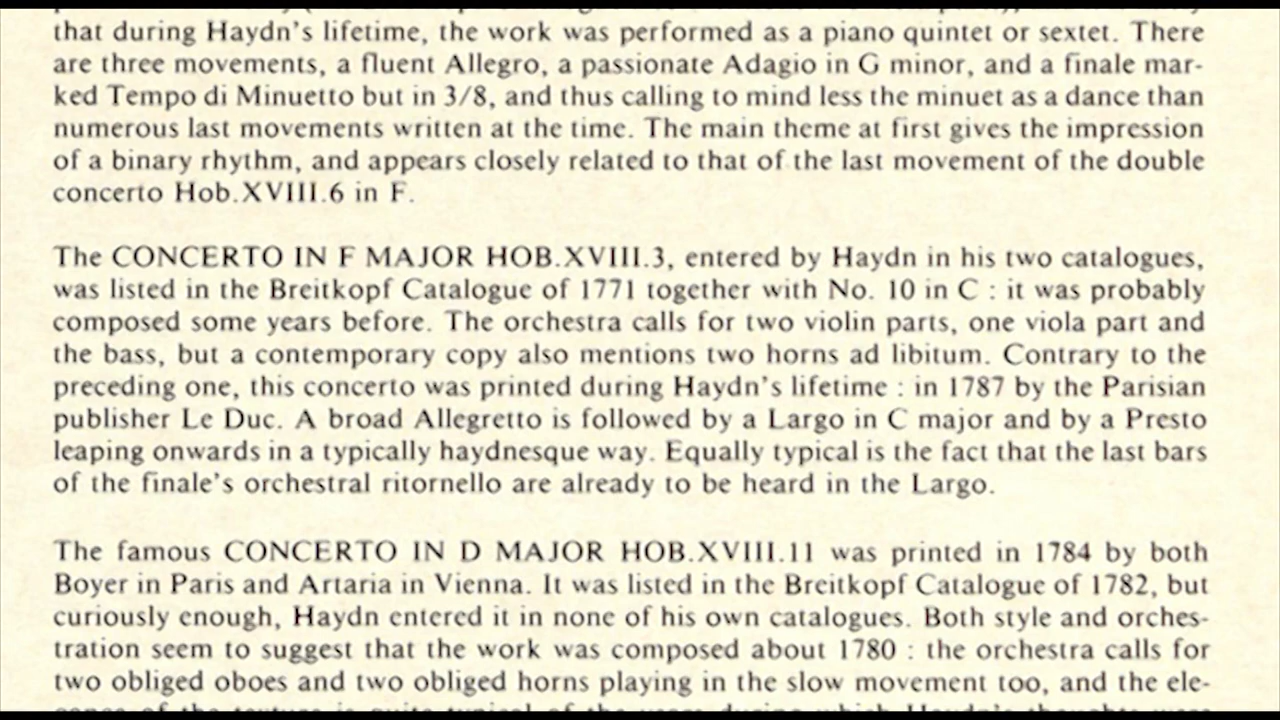 that during Haydn's lifetime, the work was performed as a piano quintet or sextet. There
are three movements, a fluent Allegro, a passionate Adagio in G minor, and a finale mar-
ked Tempo di Minuetto but in 3/8, and thus calling to mind less the minuet as a dance than
numerous last movements written at the time. The main theme at first gives the impression
of a binary rhythm, and appears closely related to that of the last movement of the double
concerto Hob.XVIII.6 in F.
The CONCERTO IN F MAJOR HOB.XVIII.3, entered by Haydn in his two catalogues,
was listed in the Breitkopf Catalogue of 1771 together with No. 10 in C : it was probably
composed some years before. The orchestra calls for two violin parts, one viola part and
the bass, but a contemporary copy also mentions two horns ad libitum. Contrary to the
preceding one, this concerto was printed during Haydn's lifetime : in 1787 by the Parisian
publisher Le Duc. A broad Allegretto is followed by a Largo in C major and by a Presto
leaping onwards in a typically haydnesque way. Equally typical is the fact that the last bars
of the finale's orchestral ritornello are already to be heard in the Largo.
The famous CONCERTO IN D MAJOR HOB.XVIII.11 was printed in 1784 by both
Boyer in Paris and Artaria in Vienna. It was listed in the Breitkopf Catalogue of 1782, but
curiously enough, Haydn entered it in none of his own catalogues. Both style and orches-
tration seem to suggest that the work was composed about 1780 : the orchestra calls for
two obliged oboes and two obliged horns playing in the slow movement too, and the ele-